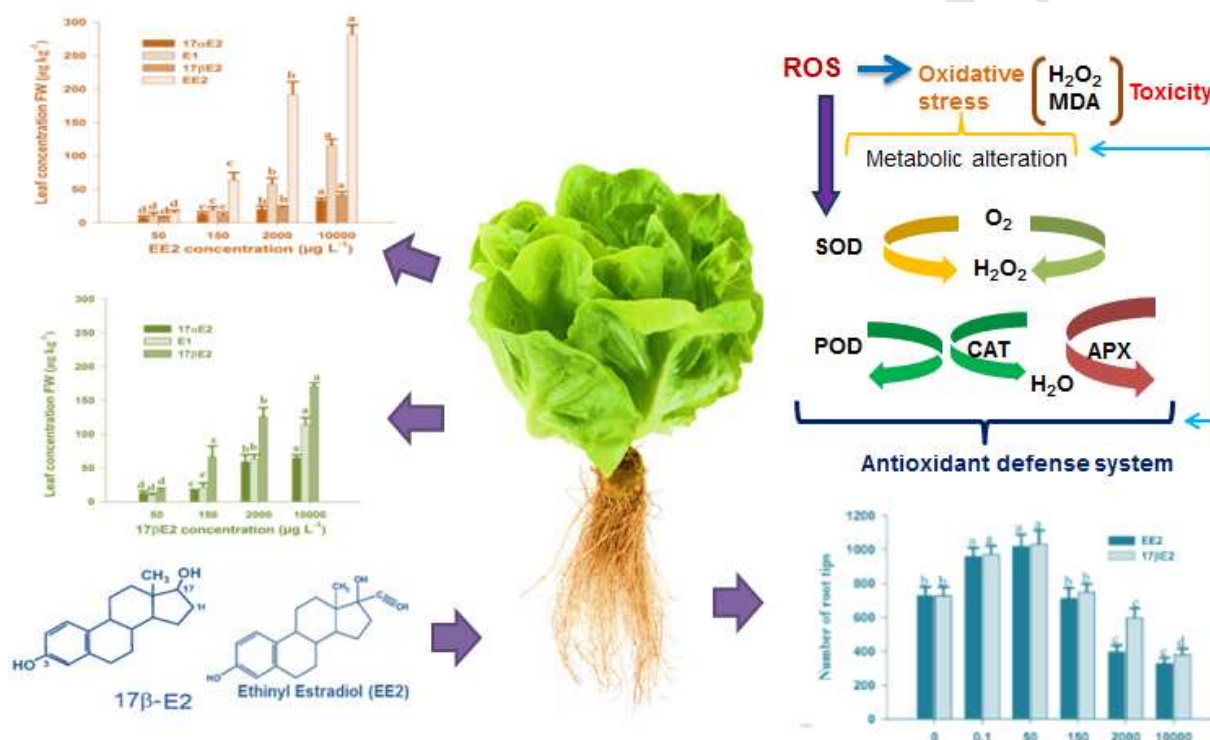 300
250
200
150
100
50
0
Leaf concentration FW (µg kg⁻¹)
17αE2
E1
17βE2
EE2
d d d d
c c c c
b b b b
a a a a
50 150 2000 10000
EE2 concentration (µg L⁻¹)
300
250
200
150
100
50
0
Leaf concentration FW (µg kg⁻¹)
17αE2
E1
17βE2
d d d
c c c
b b b
a a a
50 150 2000 10000
17βE2 concentration (µg L⁻¹)
CH₃
OH
17
H
HO
3
17β-E2
CH₃
OH
HO
Ethinyl Estradiol (EE2)
ROS
Oxidative
stress
H₂O₂
MDA
Toxicity
Metabolic alteration
SOD
O₂
H₂O₂
POD
CAT
H₂O
APX
Antioxidant defense system
1200
1000
800
600
400
200
0
Number of root tips
EE2
17βE2
b b
a a
a a
b b
c c
c d
0 0.1 50 150 2000 10000